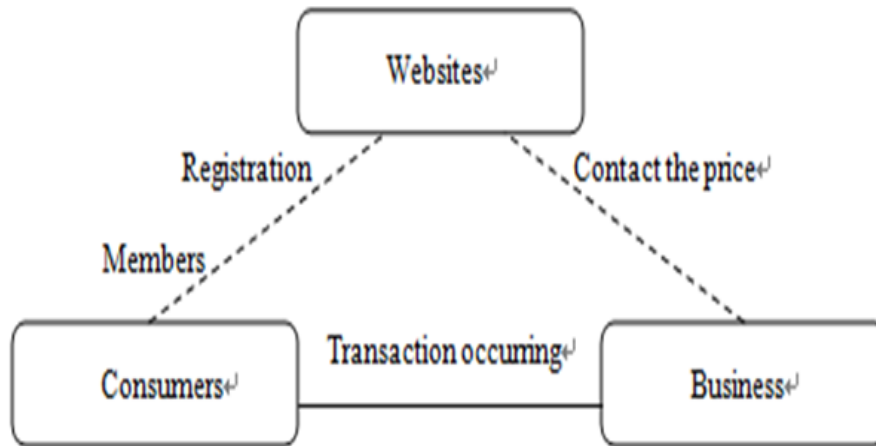 Websites
Registration
Contact the price
Members
Transaction occurring
Consumers
Business